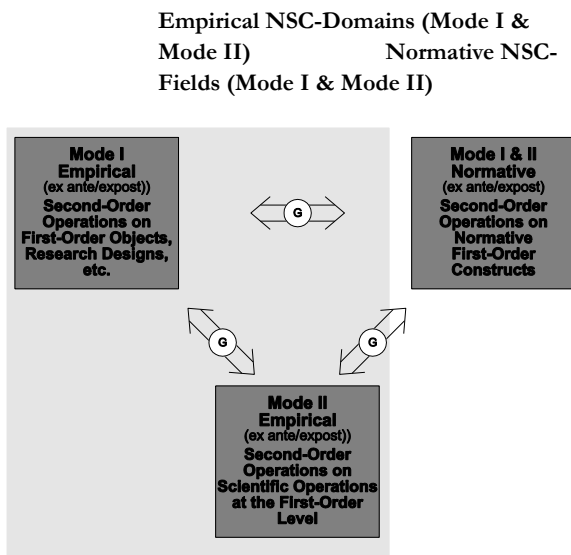 Empirical NSC-Domains (Mode I &
Mode II) Normative NSC-
Fields (Mode I & Mode II)
Mode I
Empirical
(ex ante/expost))
Second-Order
Operations on
First-Order Objects,
Research Designs,
etc.
G
Mode I & II
Normative
(ex ante/expost)
Second-Order
Operations on
Normative
First-Order
Constructs
G
G
Mode II
Empirical
(ex ante/expost))
Second-Order
Operations on
Scientific Operations
at the First-Order
Level